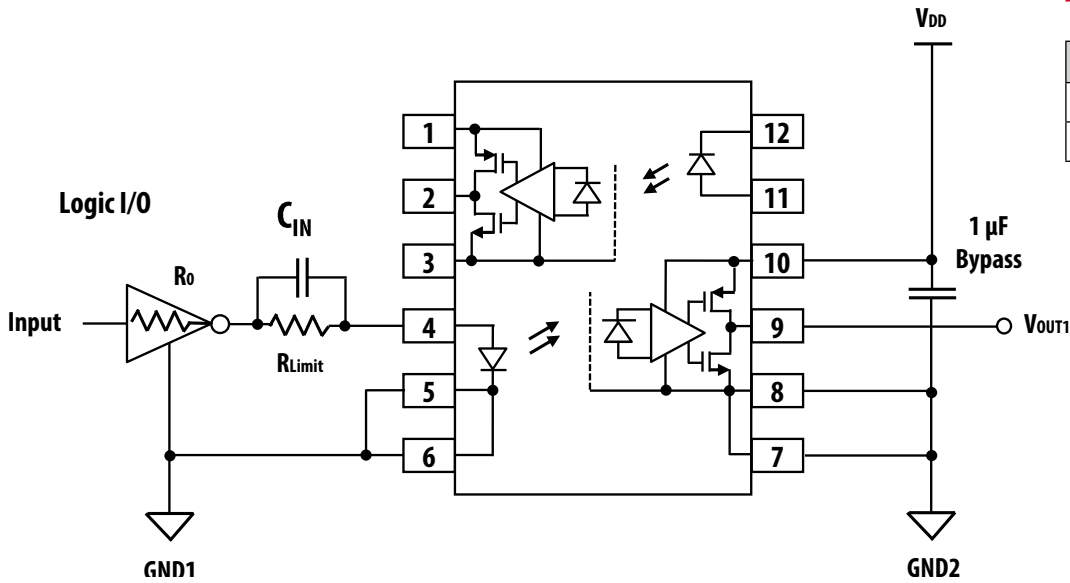 VDD
1
12
2
11
Logic I/O
CIN
1 µF
Bypass
3
10
R0
Input
4
9
VOUT1
RLimit
5
8
6
7
GND1
GND2